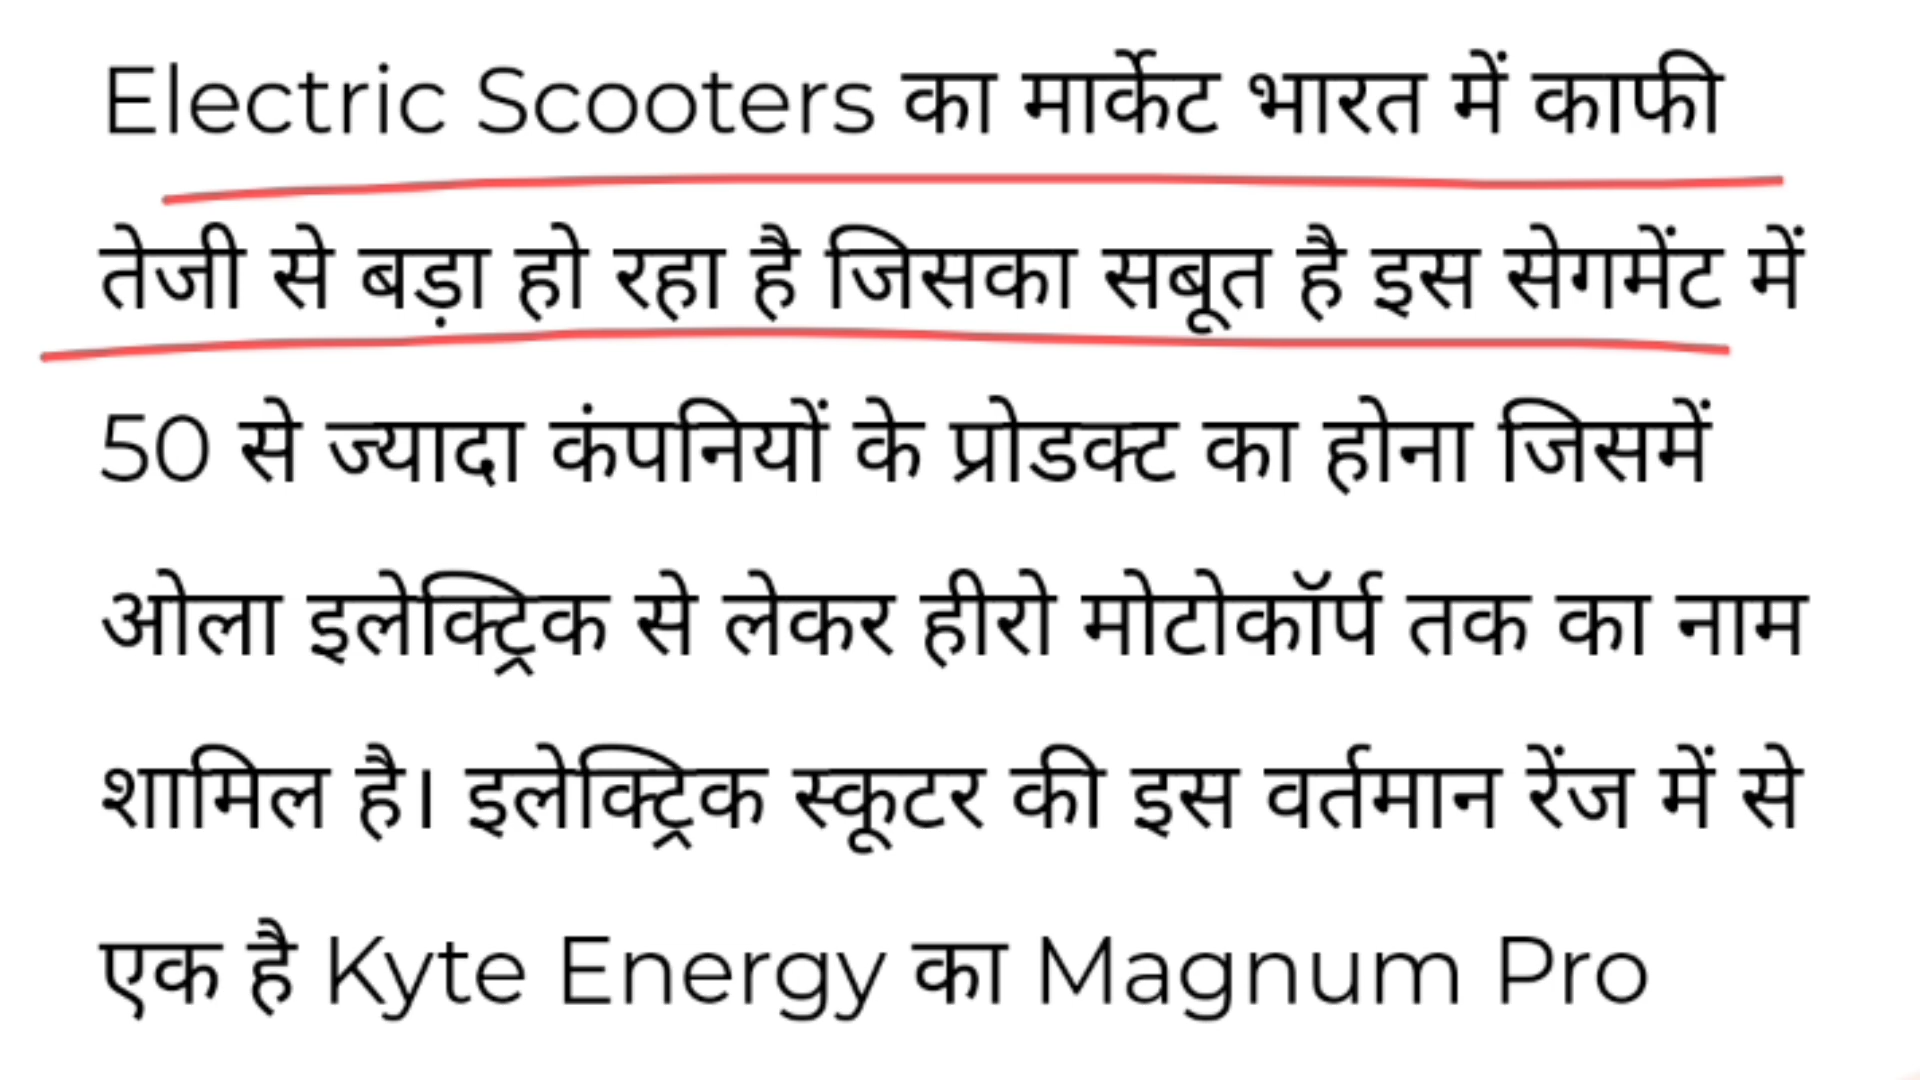 Electric Scooters का मार्केट भारत में काफी
तेजी से बड़ा हो रहा है जिसका सबूत है इस सेगमेंट में
50 से ज्यादा कंपनियों के प्रोडक्ट का होना जिसमें
ओला इलेक्ट्रिक से लेकर हीरो मोटोकॉर्प तक का नाम
शामिल है। इलेक्ट्रिक स्कूटर की इस वर्तमान रेंज में से
एक है Kyte Energy का Magnum Pro